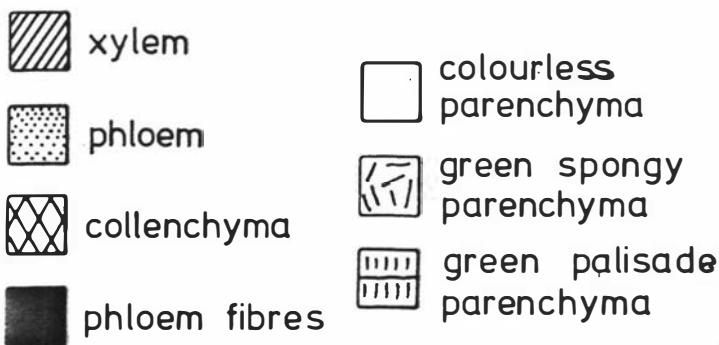 xylem
phloem
collenchyma
phloem fibres
colourless
parenchyma
green spongy
parenchyma
green palisade
parenchyma